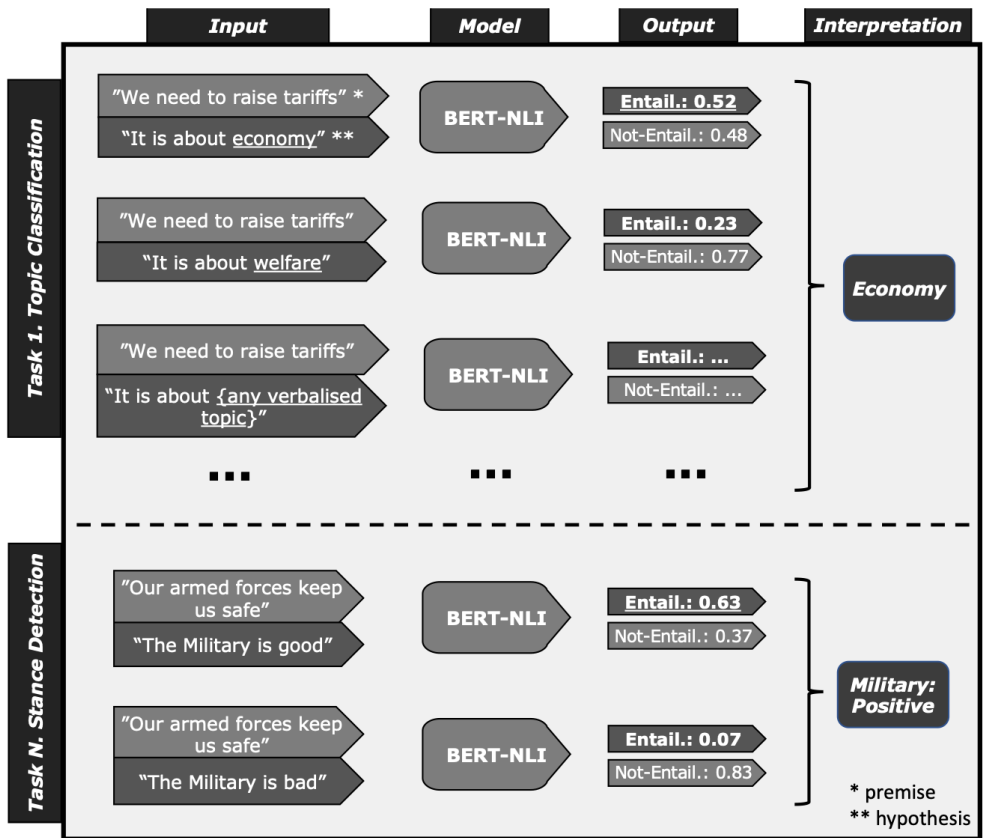 Input Model Output Interpretation
Task 1. Topic Classification
”We need to raise tariffs” *
“It is about economy” **
BERT-NLI
Entail.: 0.52
Not-Entail.: 0.48
”We need to raise tariffs”
“It is about welfare”
BERT-NLI
Entail.: 0.23
Not-Entail.: 0.77
”We need to raise tariffs”
“It is about {any verbalised
topic}”
BERT-NLI
Entail.: ...
Not-Entail.: ...
... ... ...
Economy
Task N. Stance Detection
”Our armed forces keep
us safe”
“The Military is good”
BERT-NLI
Entail.: 0.63
Not-Entail.: 0.37
”Our armed forces keep
us safe”
“The Military is bad”
BERT-NLI
Entail.: 0.07
Not-Entail.: 0.83
Military:
Positive
* premise
** hypothesis